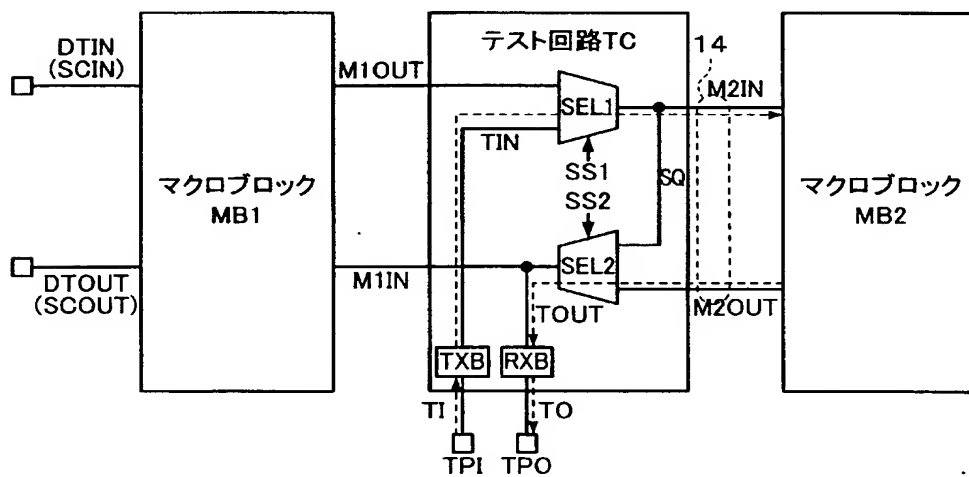 DTIN
(SCIN)
M1OUT
テスト回路TC
14
M2IN
SEL1
TIN
マクロブロック
MB1
SS1
SS2
SQ
マクロブロック
MB2
SEL2
DTOUT
(SCOUT)
M1IN
TOUT
M2OUT
TXB
RXB
TI
TO
TPI
TPO